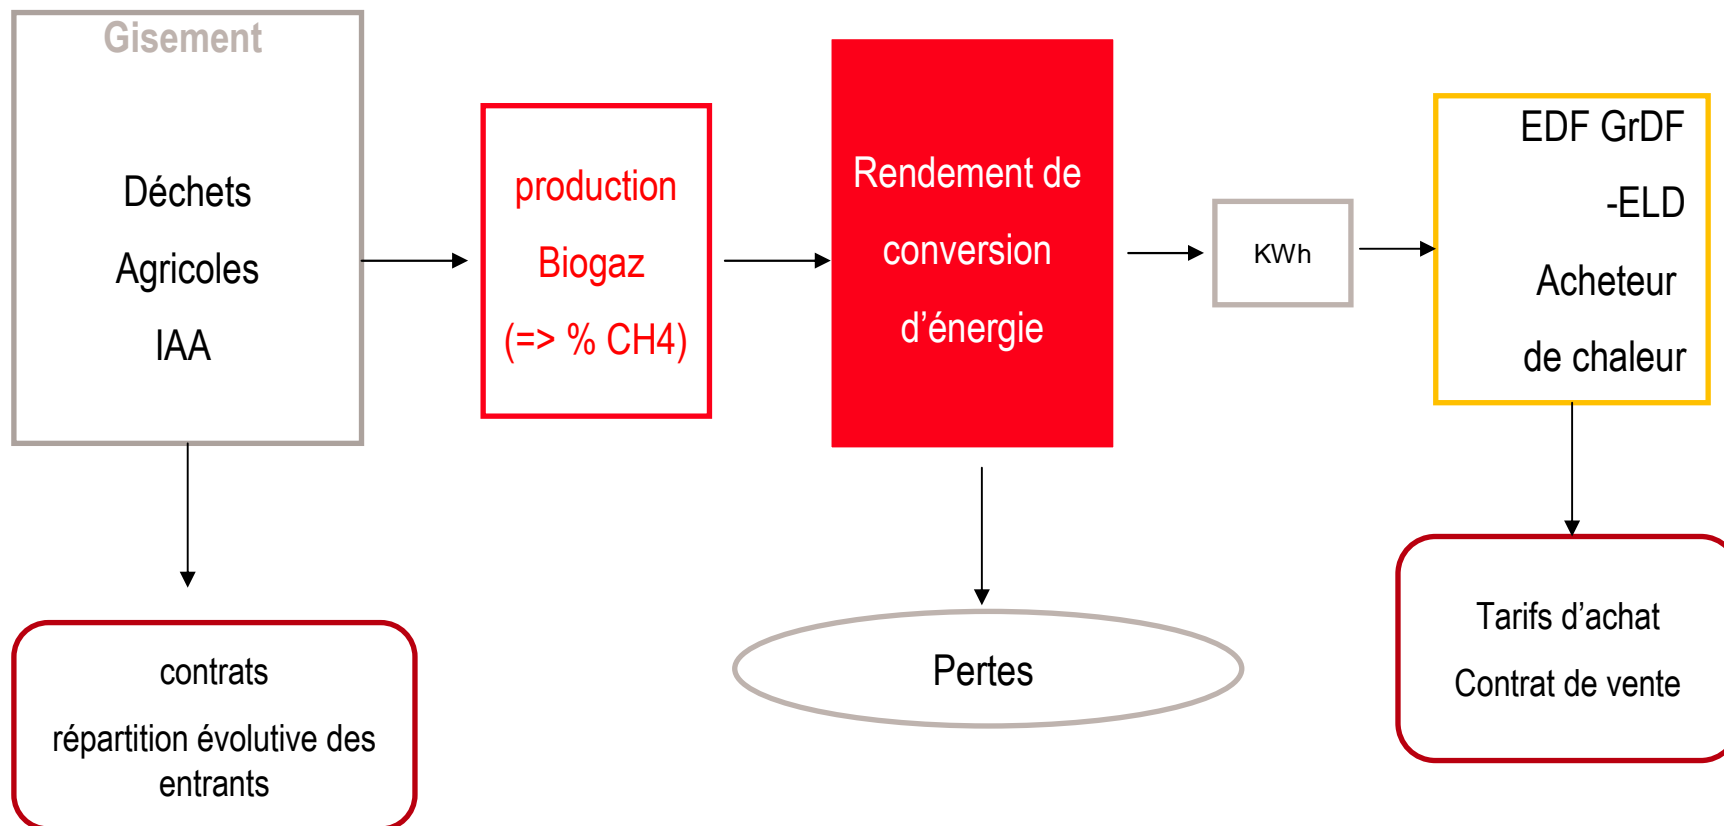 Gisement
Déchets
Agricoles
IAA
production
Biogaz
(=> % CH4)
Rendement de
conversion
d’énergie
KWh
EDF GrDF
-ELD
Acheteur
de chaleur
contrats
répartition évolutive des
entrants
Pertes
Tarifs d’achat
Contrat de vente